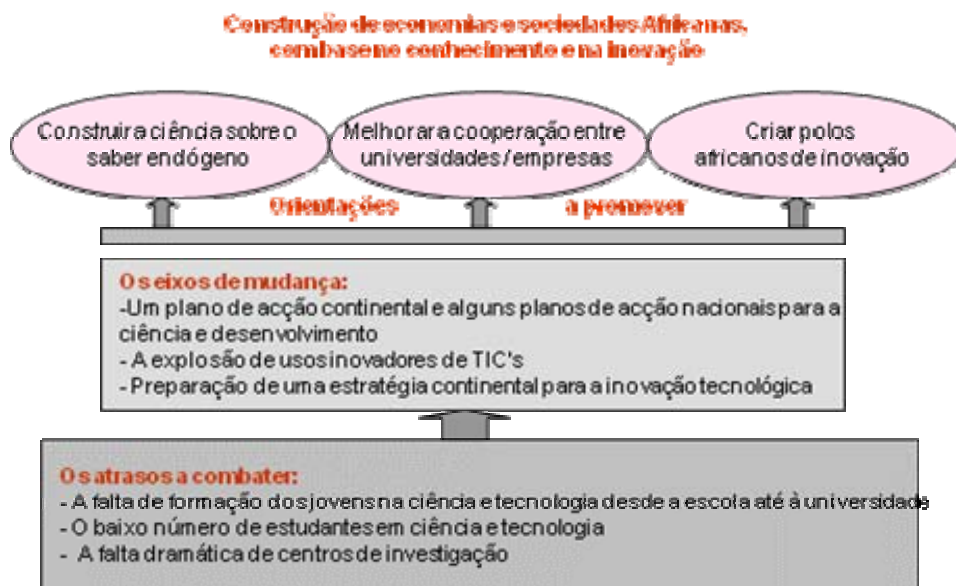 Construção de economias e sociedades Africanas,
com base no conhecimento e na inovação
Construir a ciência sobre o
saber endógeno
Melhorar a cooperação entre
universidades / empresas
Criar polos
africanos de inovação
Orientações a promover
Os eixos de mudança:
-Um plano de acção continental e alguns planos de acção nacionais para a
ciência e desenvolvimento
- A explosão de usos inovadores de TIC's
- Preparação de uma estratégia continental para a inovação tecnológica
Os atrasos a combater:
- A falta de formação dos jovens na ciência e tecnologia desde a escola até à universidade
- O baixo número de estudantes em ciência e tecnologia
- A falta dramática de centros de investigação